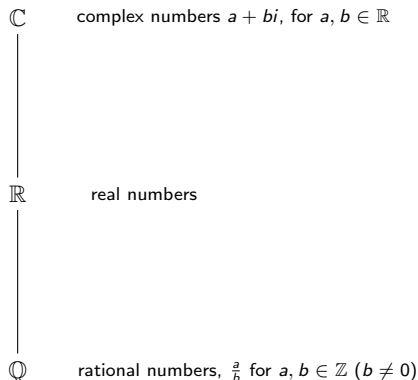 ℂ complex numbers a + bi, for a, b ∈ ℝ
ℝ real numbers
ℚ rational numbers, a/b for a, b ∈ ℤ (b ≠ 0)